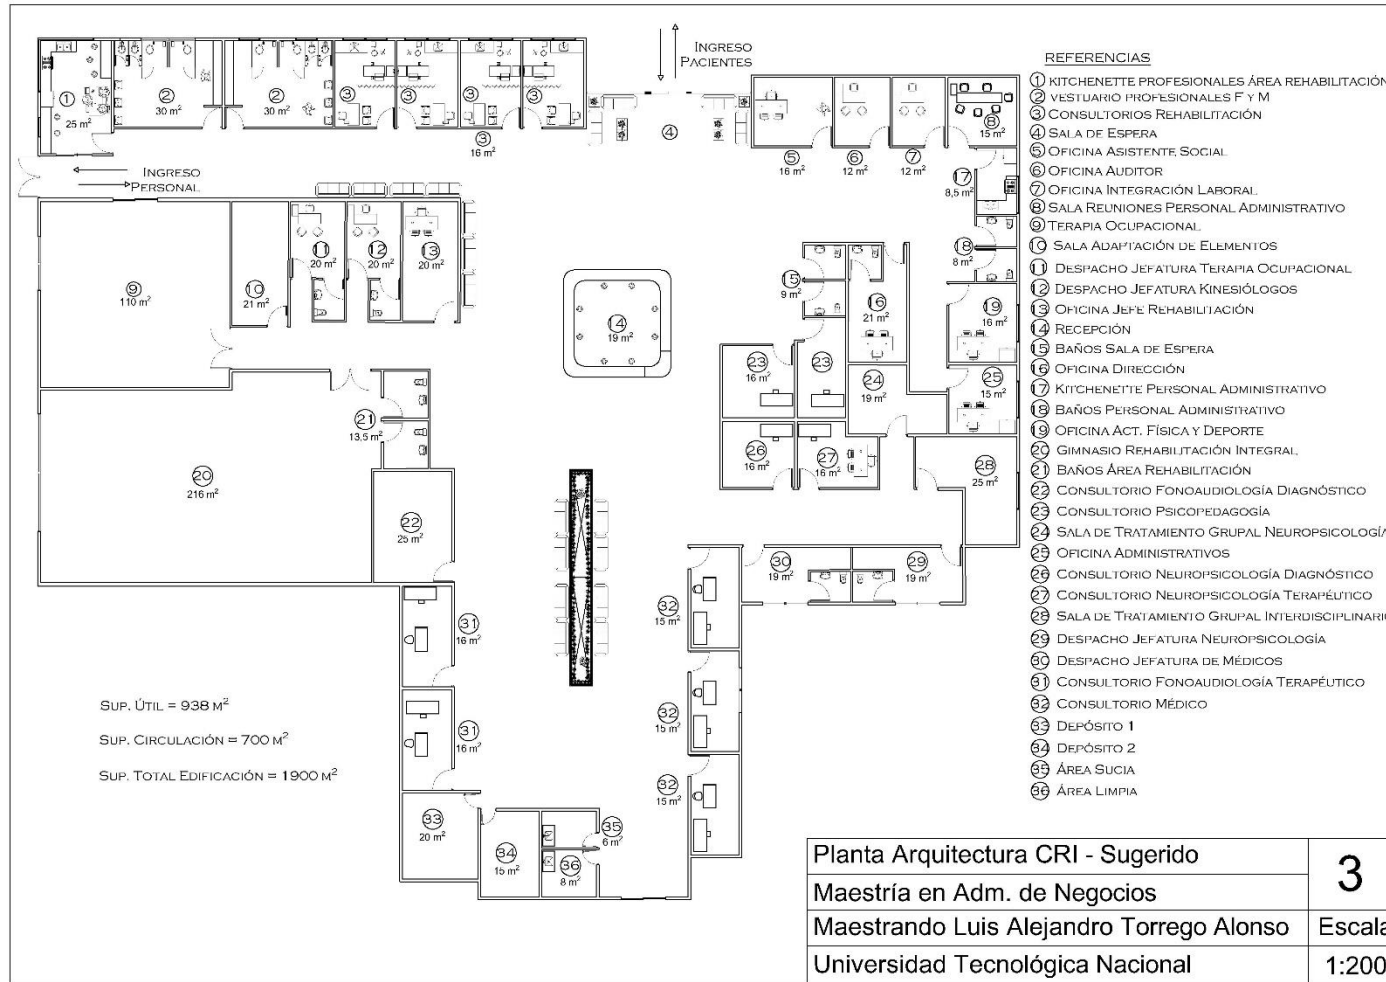 INGRESO
PACIENTES
1
25 m²
2
30 m²
2
30 m²
3
3
3
3
3
16 m²
4
5
16 m²
6
12 m²
7
12 m²
8
15 m²
INGRESO
PERSONAL
17
8,5 m²
9
110 m²
10
21 m²
11
20 m²
12
20 m²
13
20 m²
14
19 m²
15
9 m²
16
21 m²
18
8 m²
19
16 m²
23
16 m²
23
24
19 m²
25
15 m²
20
216 m²
21
13,5 m²
22
25 m²
26
16 m²
27
16 m²
28
25 m²
30
19 m²
29
19 m²
31
16 m²
31
16 m²
32
15 m²
32
15 m²
32
15 m²
33
20 m²
34
15 m²
35
6 m²
36
8 m²
SUP. ÚTIL = 938 M²
SUP. CIRCULACIÓN = 700 M²
SUP. TOTAL EDIFICACIÓN = 1900 M²
REFERENCIAS
1 KITCHENETTE PROFESIONALES ÁREA REHABILITACIÓN
2 VESTUARIO PROFESIONALES F Y M
3 CONSULTORIOS REHABILITACIÓN
4 SALA DE ESPERA
5 OFICINA ASISTENTE SOCIAL
6 OFICINA AUDITOR
7 OFICINA INTEGRACIÓN LABORAL
8 SALA REUNIONES PERSONAL ADMINISTRATIVO
9 TERAPIA OCUPACIONAL
10 SALA ADAPTACIÓN DE ELEMENTOS
11 DESPACHO JEFATURA TERAPIA OCUPACIONAL
12 DESPACHO JEFATURA KINESIÓLOGOS
13 OFICINA JEFE REHABILITACIÓN
14 RECEPCIÓN
15 BAÑOS SALA DE ESPERA
16 OFICINA DIRECCIÓN
17 KITCHENETTE PERSONAL ADMINISTRATIVO
18 BAÑOS PERSONAL ADMINISTRATIVO
19 OFICINA ACT. FÍSICA Y DEPORTE
20 GIMNASIO REHABILITACIÓN INTEGRAL
21 BAÑOS ÁREA REHABILITACIÓN
22 CONSULTORIO FONOAUDIOLOGÍA DIAGNÓSTICO
23 CONSULTORIO PSICOPEDAGOGÍA
24 SALA DE TRATAMIENTO GRUPAL NEUROPSICOLOGÍA
25 OFICINA ADMINISTRATIVOS
26 CONSULTORIO NEUROPSICOLOGÍA DIAGNÓSTICO
27 CONSULTORIO NEUROPSICOLOGÍA TERAPÉUTICO
28 SALA DE TRATAMIENTO GRUPAL INTERDISCIPLINARI
29 DESPACHO JEFATURA NEUROPSICOLOGÍA
30 DESPACHO JEFATURA DE MÉDICOS
31 CONSULTORIO FONOAUDIOLOGÍA TERAPÉUTICO
32 CONSULTORIO MÉDICO
33 DEPÓSITO 1
34 DEPÓSITO 2
35 ÁREA SUCIA
36 ÁREA LIMPIA
Planta Arquitectura CRI - Sugerido
3
Maestría en Adm. de Negocios
Maestrando Luis Alejandro Torrego Alonso
Escala
Universidad Tecnológica Nacional
1:200